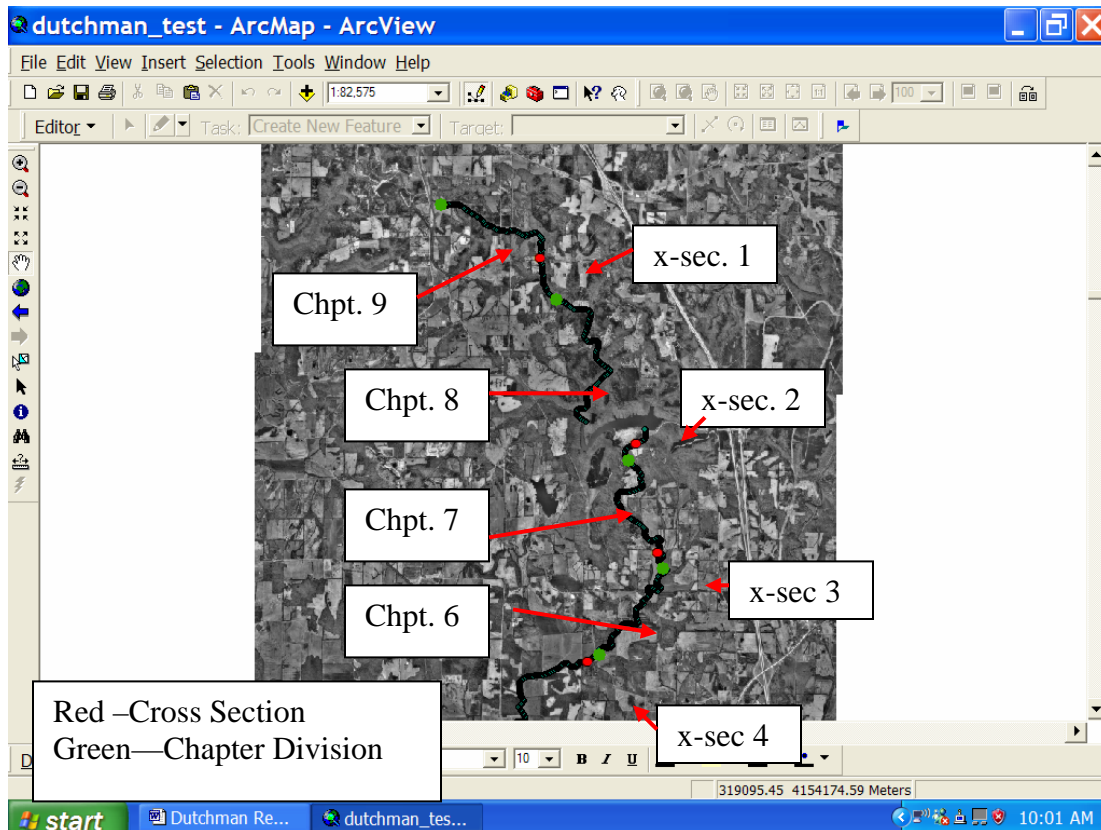 dutchman_test - ArcMap - ArcView
File Edit View Insert Selection Tools Window Help
1:82,575
100
Editor Task: Create New Feature Target:
x-sec. 1
Chpt. 9
Chpt. 8
x-sec. 2
Chpt. 7
x-sec 3
Chpt. 6
Red –Cross Section
Green—Chapter Division
x-sec 4
D
10 B I U
319095.45 4154174.59 Meters
start Dutchman Re... dutchman_tes... 10:01 AM